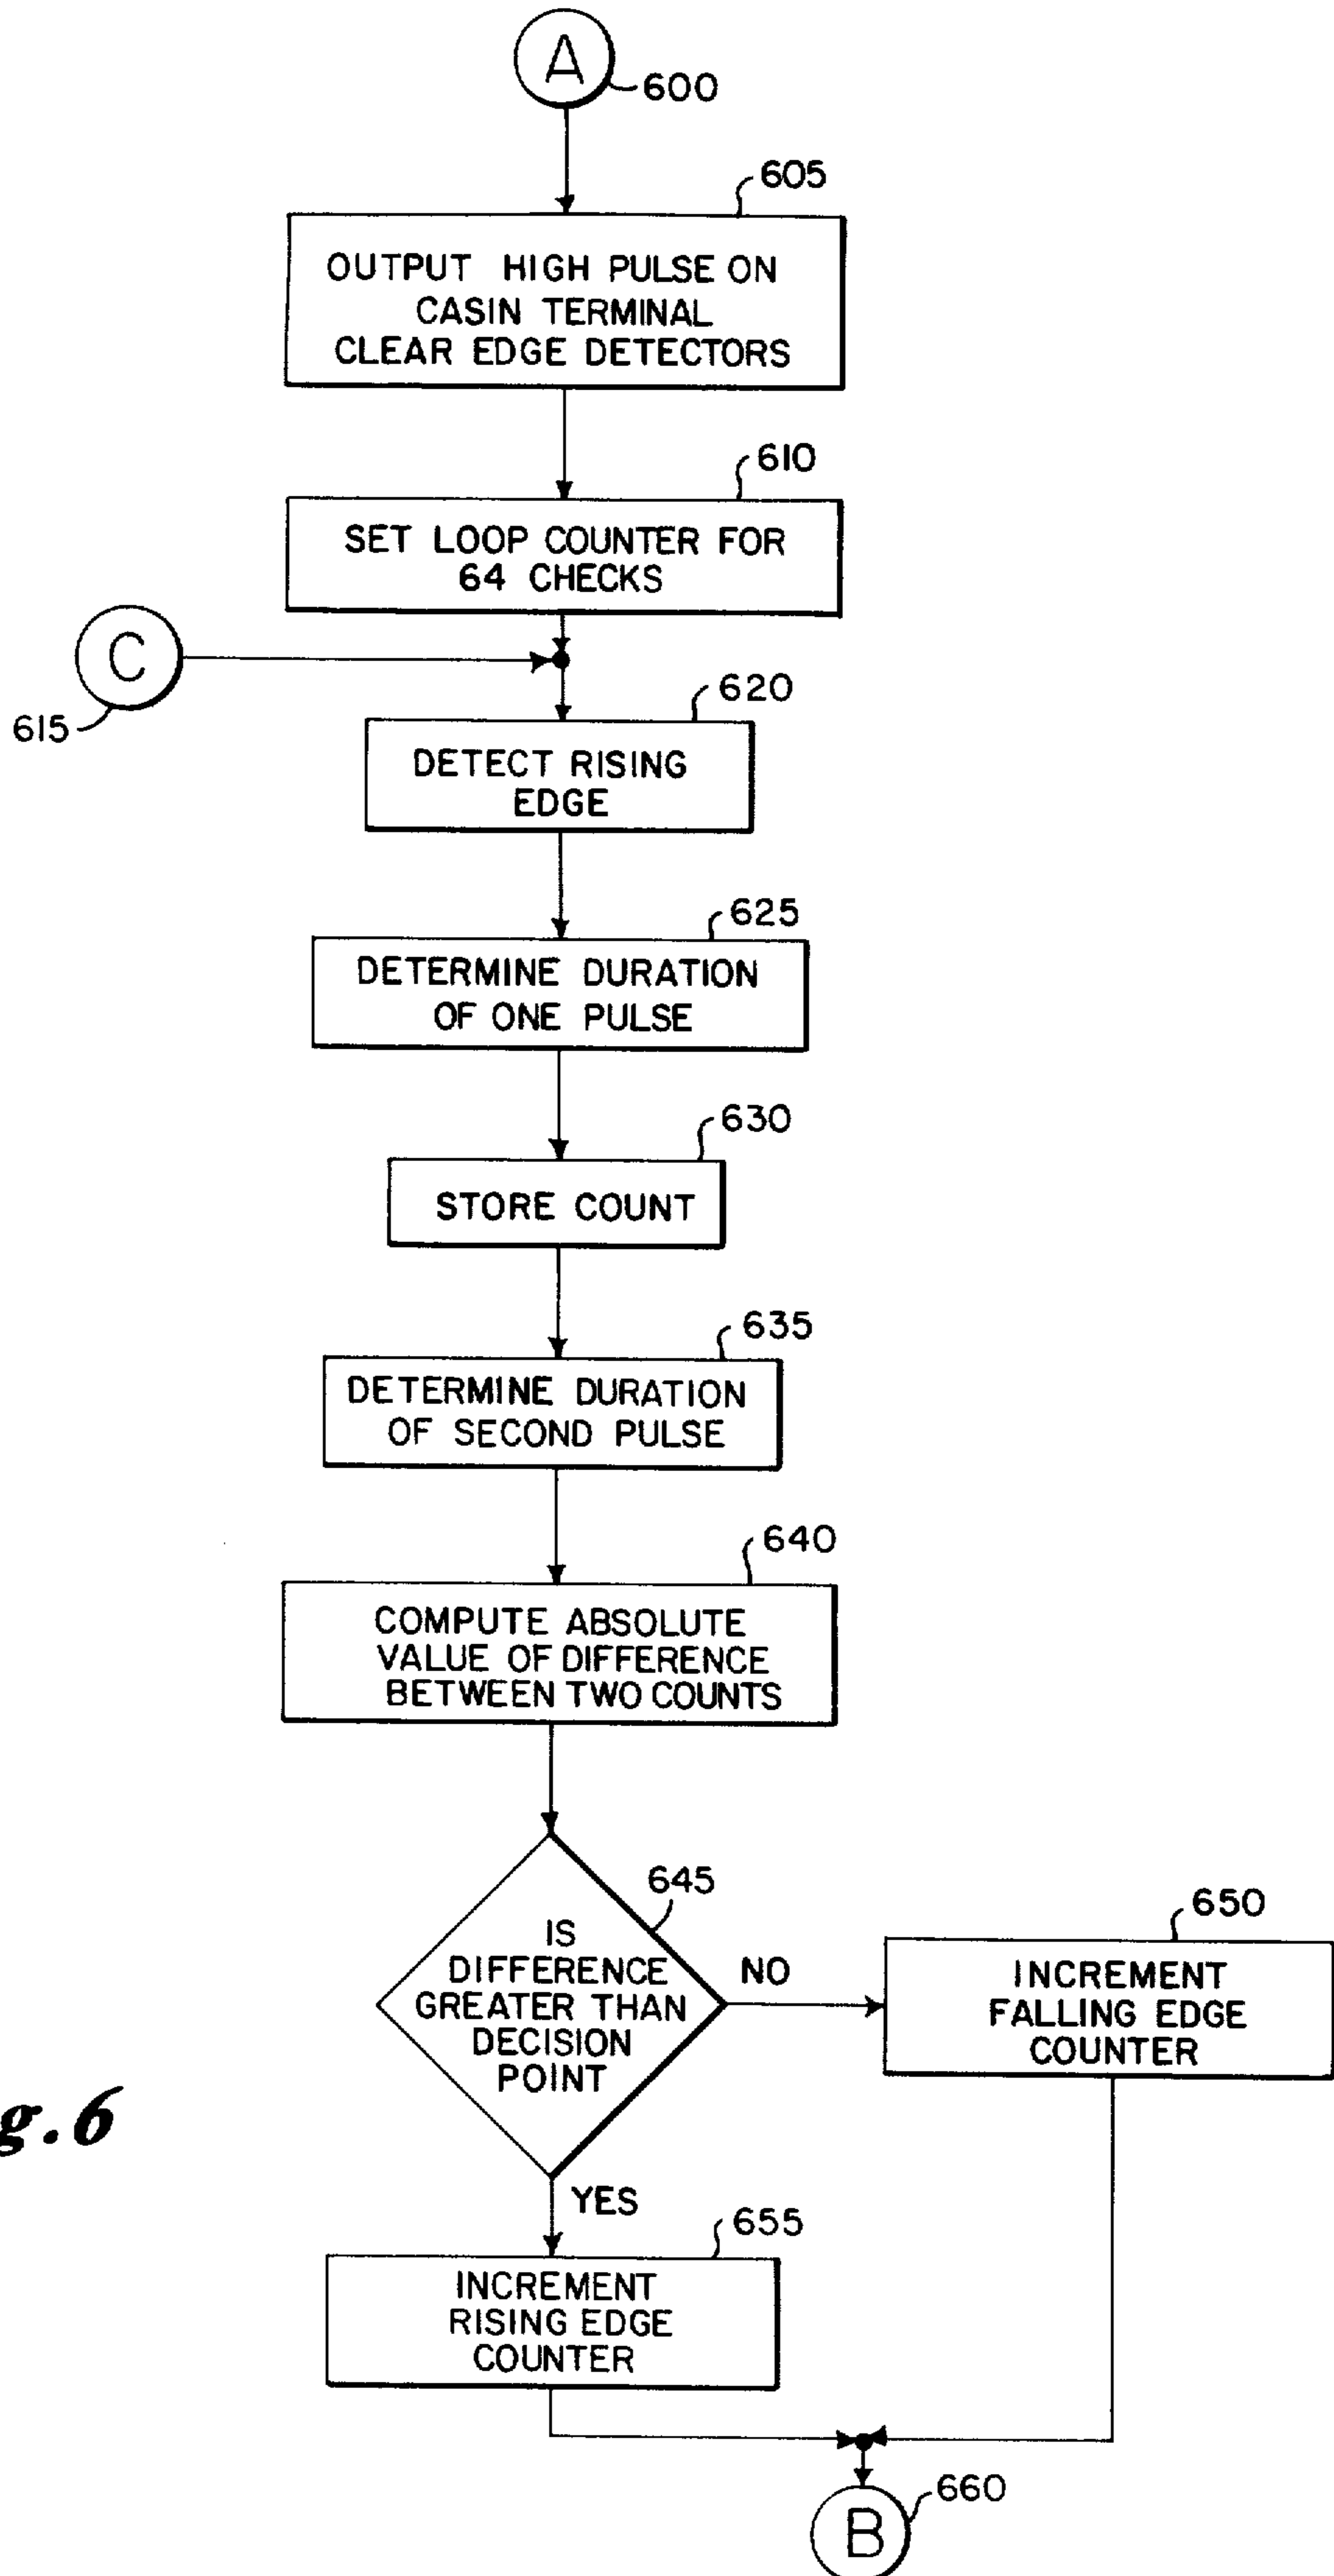 A
600
605
OUTPUT HIGH PULSE ON
CASIN TERMINAL
CLEAR EDGE DETECTORS
610
SET LOOP COUNTER FOR
64 CHECKS
C
615
620
DETECT RISING
EDGE
625
DETERMINE DURATION
OF ONE PULSE
630
STORE COUNT
635
DETERMINE DURATION
OF SECOND PULSE
640
COMPUTE ABSOLUTE
VALUE OF DIFFERENCE
BETWEEN TWO COUNTS
645
IS
DIFFERENCE
GREATER THAN
DECISION
POINT
NO
650
INCREMENT
FALLING EDGE
COUNTER
YES
655
INCREMENT
RISING EDGE
COUNTER
g. 6
660
B